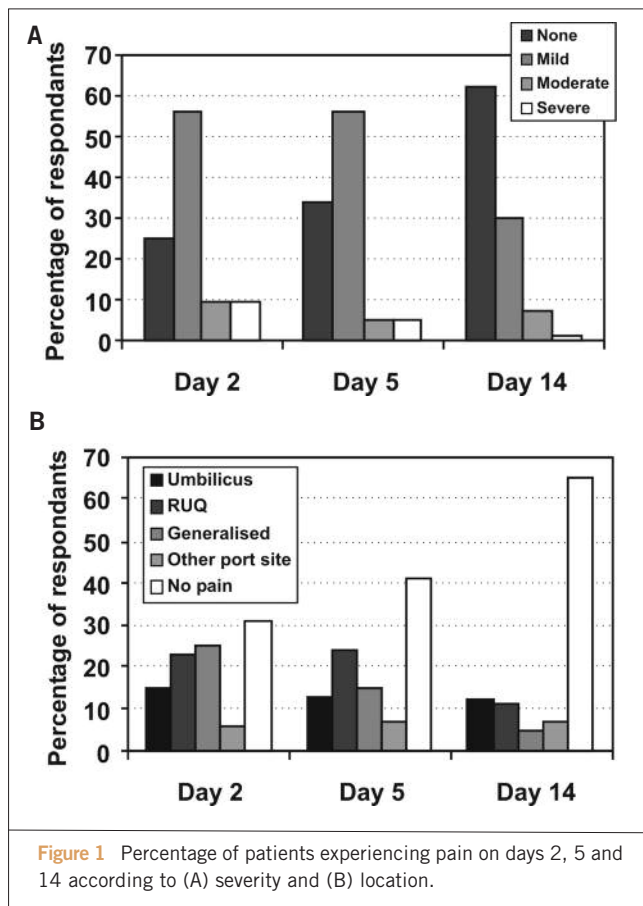 A
None
Mild
Moderate
Severe
Percentage of respondants
70
60
50
40
30
20
10
0
Day 2
Day 5
Day 14
B
Umbilicus
RUQ
Generalised
Other port site
No pain
Percentage of respondants
70
60
50
40
30
20
10
0
Day 2
Day 5
Day 14
Figure 1 Percentage of patients experiencing pain on days 2, 5 and
14 according to (A) severity and (B) location.